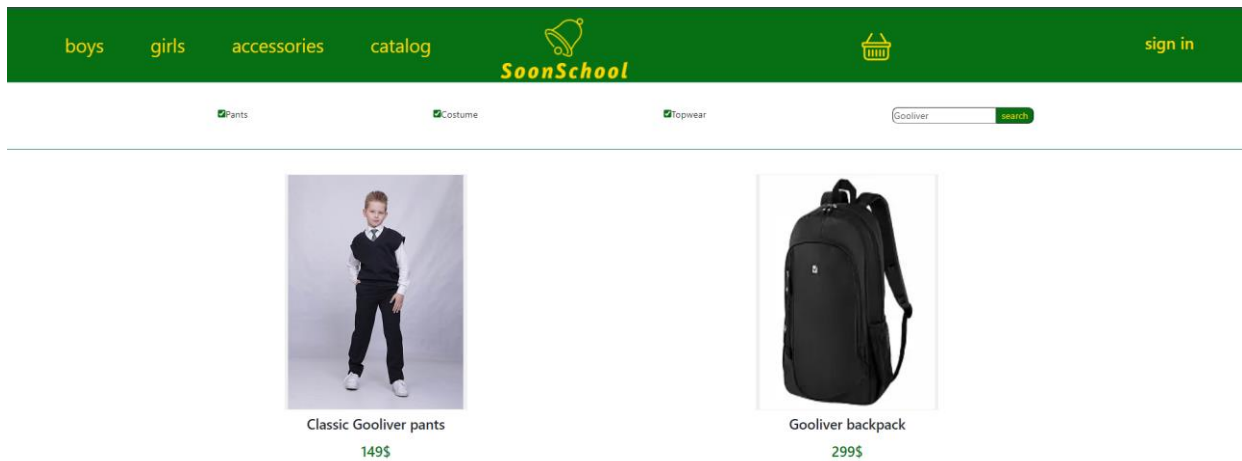 boys girls accessories catalog SoonSchool sign in
Pants Costume Topwear Gooliver search
Classic Gooliver pants Gooliver backpack
149$ 299$